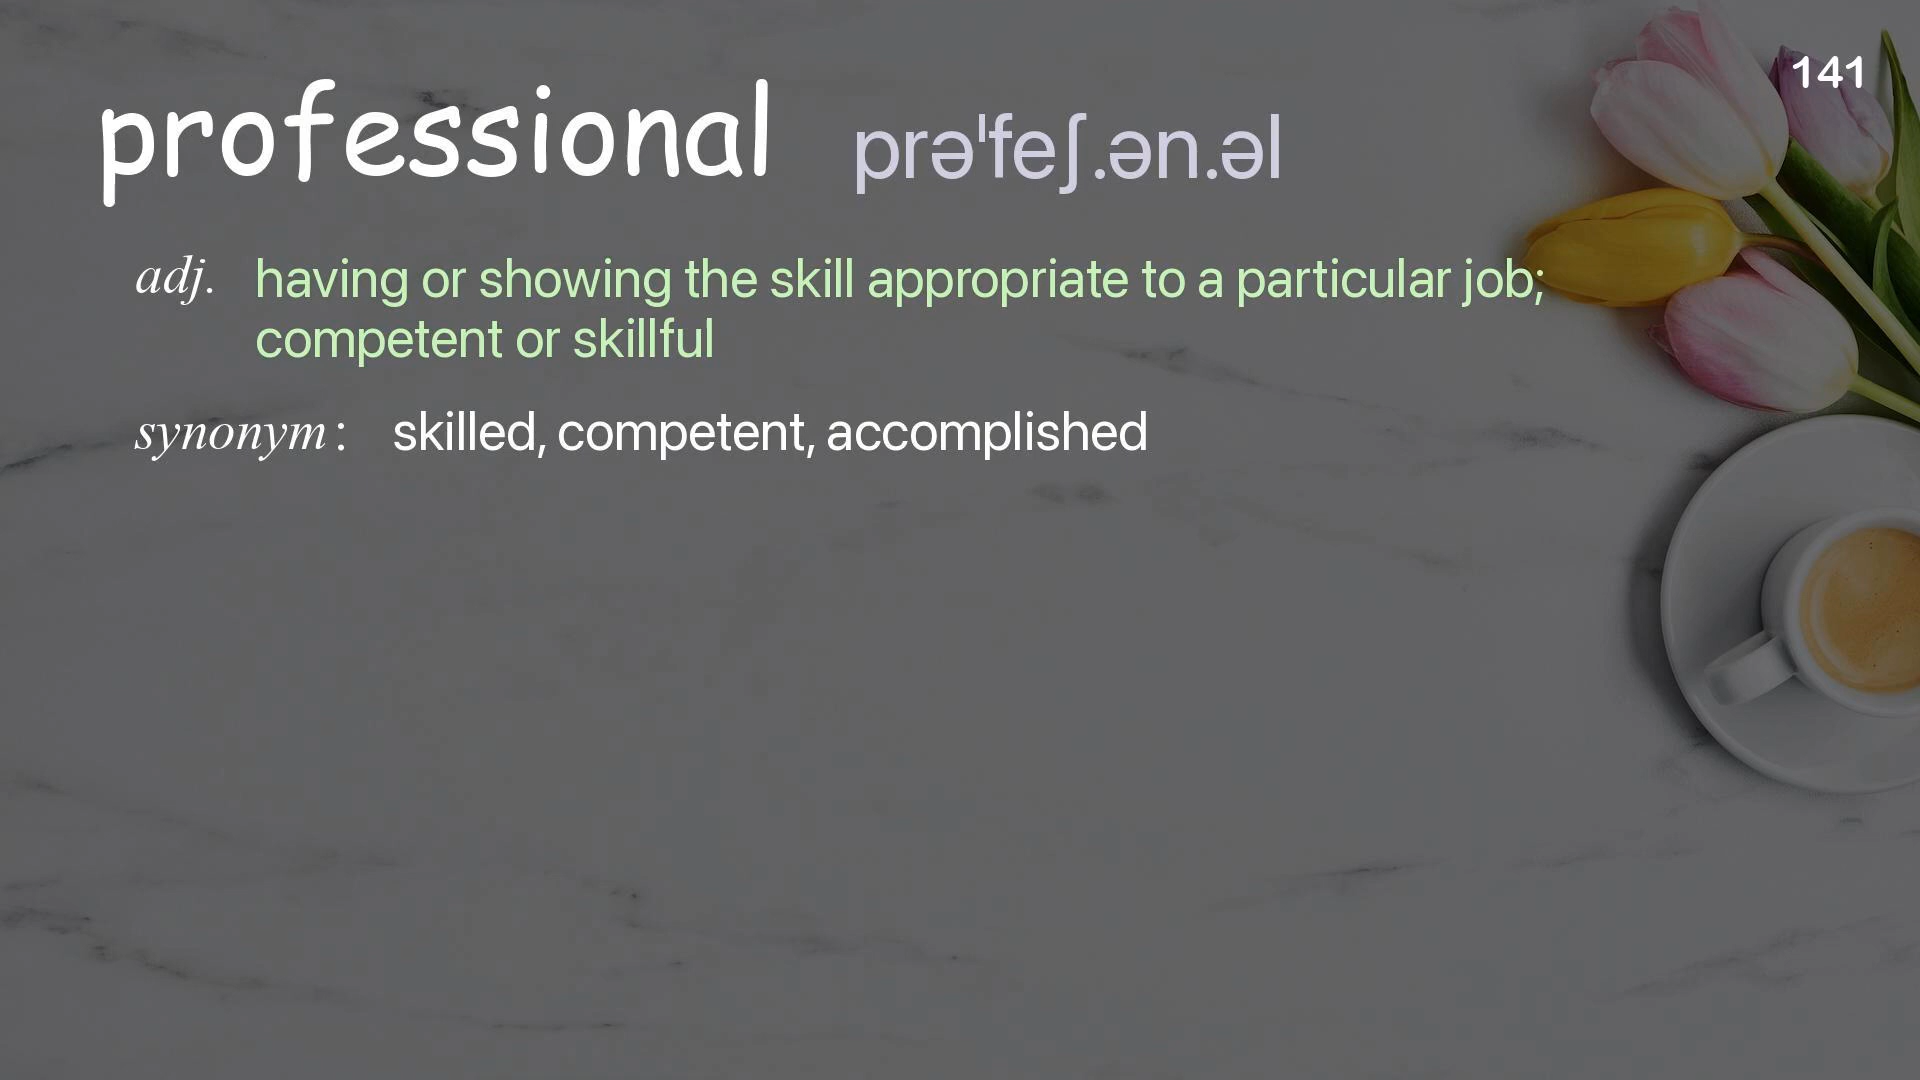 141
professional prəˈfeʃ.ən.əl
adj. having or showing the skill appropriate to a particular job;
competent or skillful
synonym: skilled, competent, accomplished